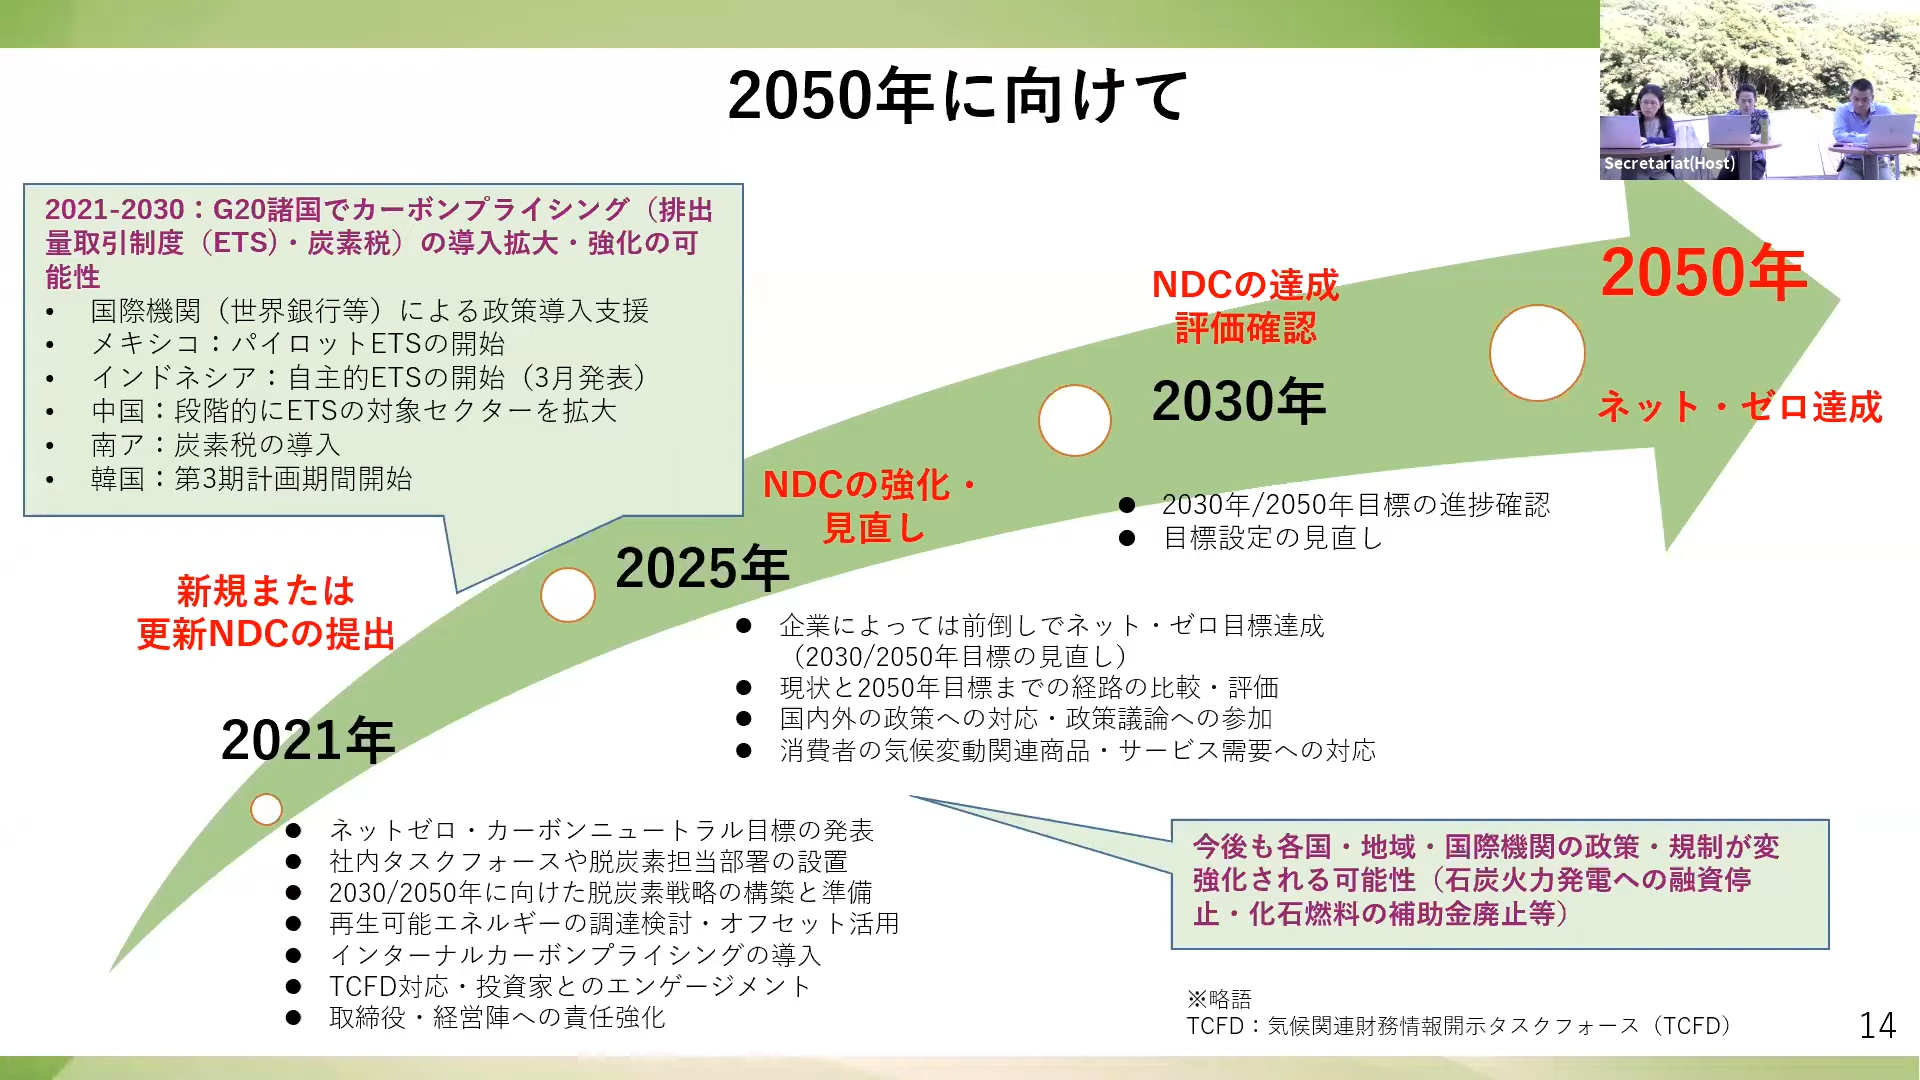 2050年に向けて
Secretariat(Host)
2021-2030：G20諸国でカーボンプライシング（排出
量取引制度（ETS)・炭素税）の導入拡大・強化の可
能性
• 国際機関（世界銀行等）による政策導入支援
• メキシコ：パイロットETSの開始
• インドネシア：自主的ETSの開始（3月発表）
• 中国：段階的にETSの対象セクターを拡大
• 南ア：炭素税の導入
• 韓国：第3期計画期間開始
2050年
ネット・ゼロ達成
NDCの達成
評価確認
2030年
● 2030年/2050年目標の進捗確認
● 目標設定の見直し
NDCの強化・
見直し
2025年
● 企業によっては前倒しでネット・ゼロ目標達成
（2030/2050年目標の見直し）
● 現状と2050年目標までの経路の比較・評価
● 国内外の政策への対応・政策議論への参加
● 消費者の気候変動関連商品・サービス需要への対応
新規または
更新NDCの提出
2021年
● ネットゼロ・カーボンニュートラル目標の発表
● 社内タスクフォースや脱炭素担当部署の設置
● 2030/2050年に向けた脱炭素戦略の構築と準備
● 再生可能エネルギーの調達検討・オフセット活用
● インターナルカーボンプライシングの導入
● TCFD対応・投資家とのエンゲージメント
● 取締役・経営陣への責任強化
今後も各国・地域・国際機関の政策・規制が変
強化される可能性（石炭火力発電への融資停
止・化石燃料の補助金廃止等）
※略語
TCFD：気候関連財務情報開示タスクフォース（TCFD）
14